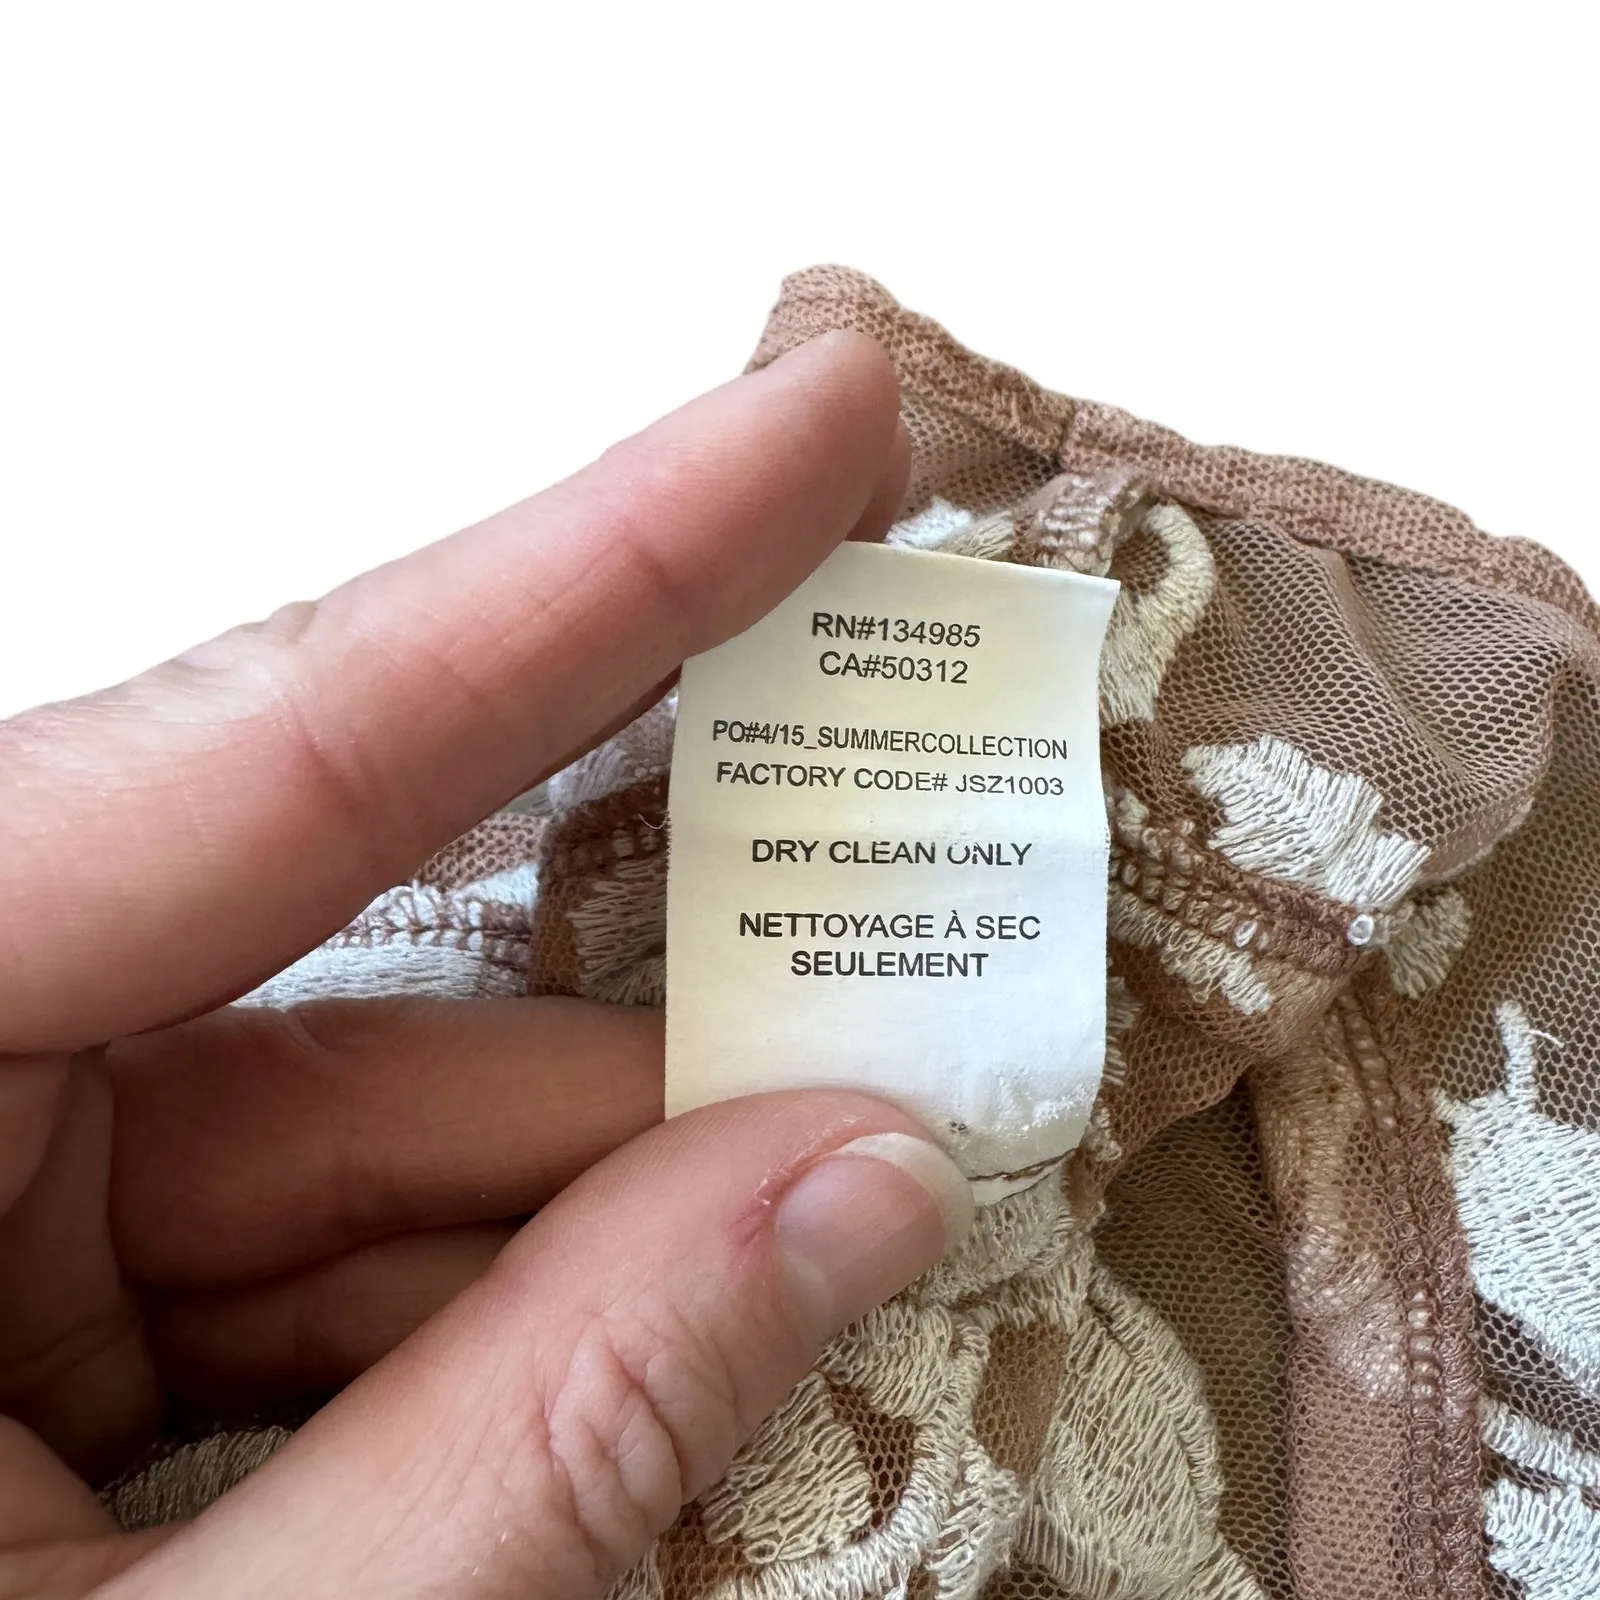 RN#134985
CA#50312
PO#4/15_SUMMERCOLLECTION
FACTORY CODE# JSZ1003
DRY CLEAN ONLY
NETTOYAGE À SEC
SEULEMENT